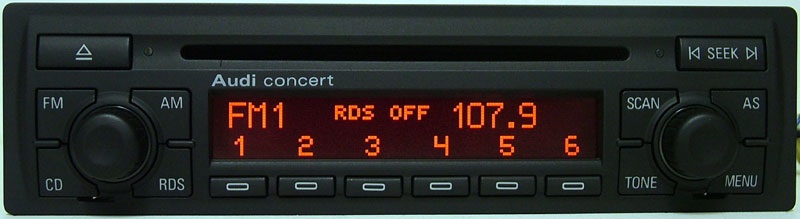 SEEK
Audi concert
FM AM
FM1 RDS OFF 107.9
SCAN AS
1 2 3 4 5 6
CD RDS
TONE MENU